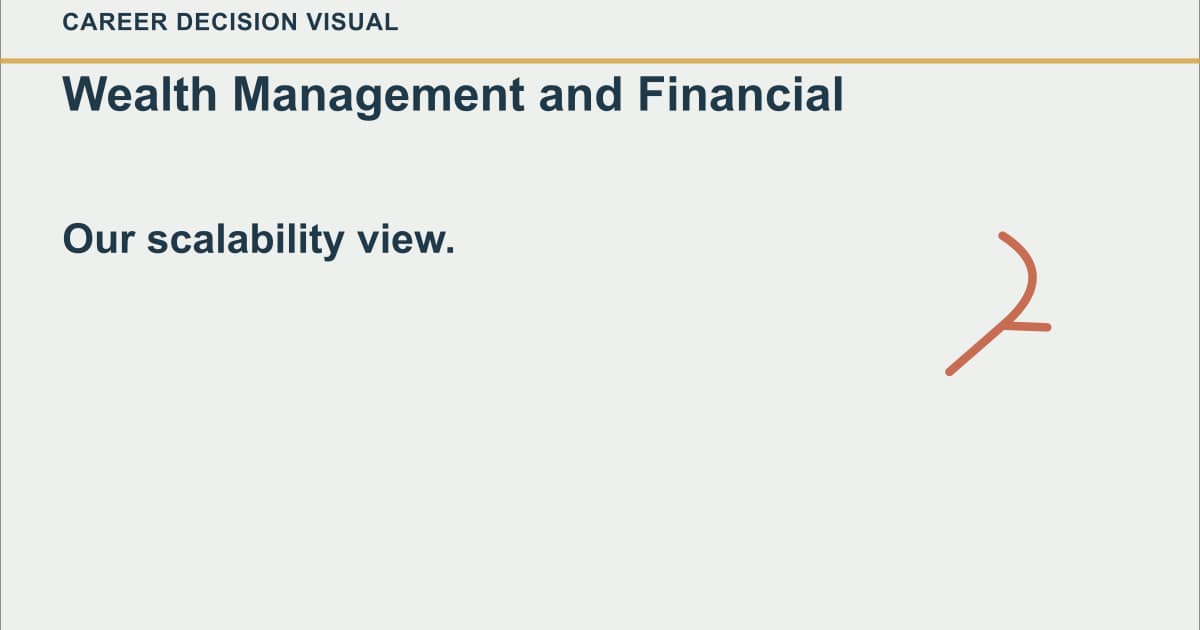 CAREER DECISION VISUAL
Wealth Management and Financial
Our scalability view.